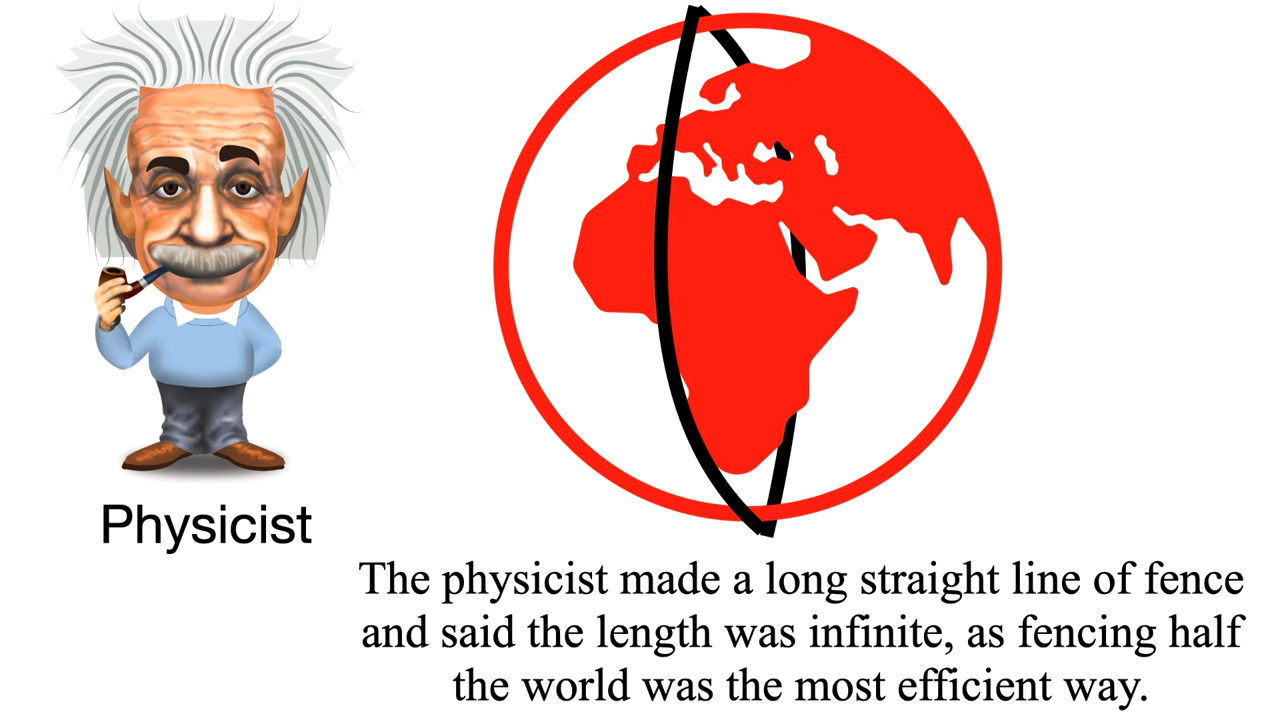 Physicist
The physicist made a long straight line of fence
and said the length was infinite, as fencing half
the world was the most efficient way.